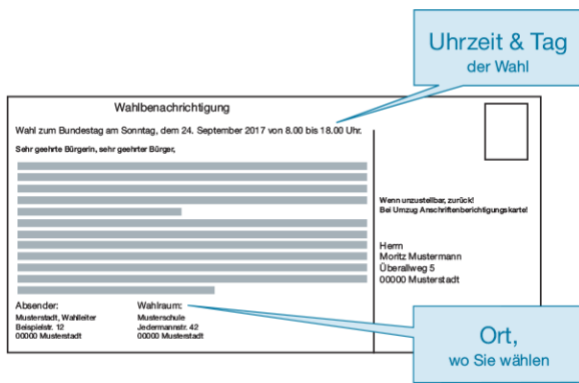 Uhrzeit & Tag
der Wahl
Wahlbenachrichtigung
Wahl zum Bundestag am Sonntag, dem 24. September 2017 von 8.00 bis 18.00 Uhr.
Sehr geehrte Bürgerin, sehr geehrter Bürger,
Wenn unzustellbar, zurück!
Bei Umzug Anschriftenberichtigungskarte!
Herrn
Moritz Mustermann
Überallweg 5
00000 Musterstadt
Absender:
Musterstadt, Wahlleiter
Beispielstr. 12
00000 Musterstadt
Wahlraum:
Musterschule
Jedermannstr. 42
00000 Musterstadt
Ort,
wo Sie wählen